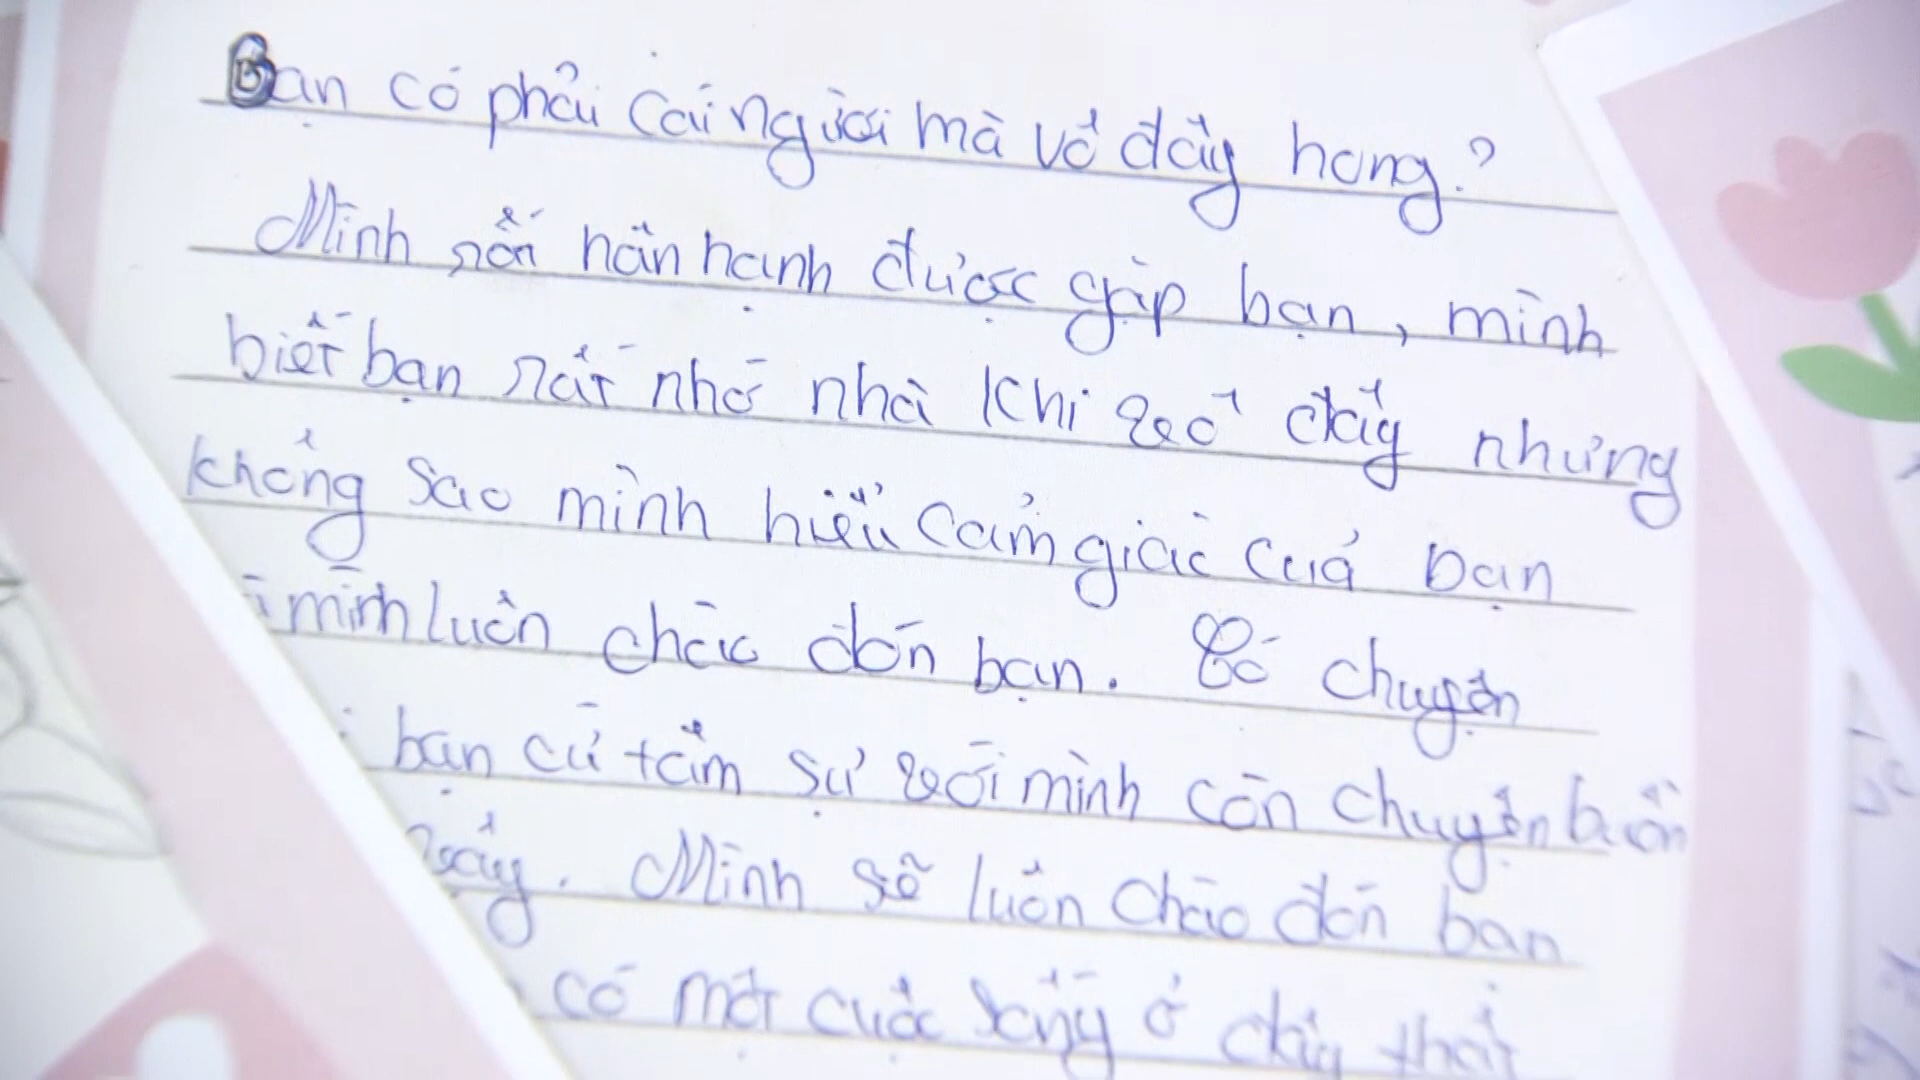 Bạn có phải cái người mà vô đây hong?
Mình rất hân hạnh được gặp bạn, mình
biết bạn rất nhớ nhà khi vô đây nhưng
không sao mình hiểu cảm giác của bạn
mình luôn chào đón bạn. Có chuyện
bạn cứ tâm sự với mình còn chuyện buồn
vậy. Mình sẽ luôn chào đón bạn
có một cuộc sống ở đây thật